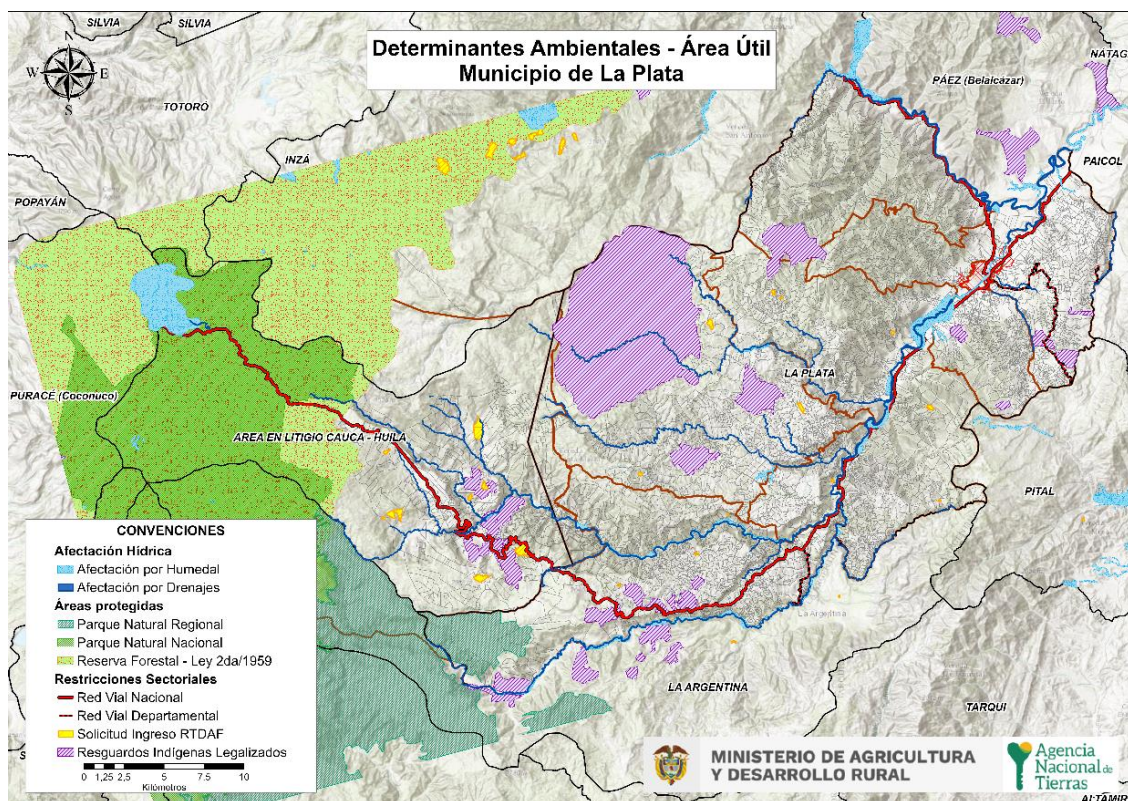 SILVIA
SILVIA
Determinantes Ambientales - Área Útil
Municipio de La Plata
N
W
E
S
NÁTAG
PÁEZ (Belalcazar)
TOTORÓ
INZÁ
PAICOL
POPAYÁN
LA PLATA
PURACÉ (Coconuco)
AREA EN LITIGIO CAUCA - HUILA
PITAL
CONVENCIONES
Afectación Hídrica
Afectación por Humedal
Afectación por Drenajes
Áreas protegidas
Parque Natural Regional
Parque Natural Nacional
Reserva Forestal - Ley 2da/1959
Restricciones Sectoriales
Red Vial Nacional
Red Vial Departamental
Solicitud Ingreso RTDAF
Resguardos Indígenas Legalizados
0 1,25 2,5 5 7,5 10
Kilómetros
La Argentina
LA ARGENTINA
TARQUI
S
MINISTERIO DE AGRICULTURA
Y DESARROLLO RURAL
Agencia
Nacional de
Tierras
ALTAMIR